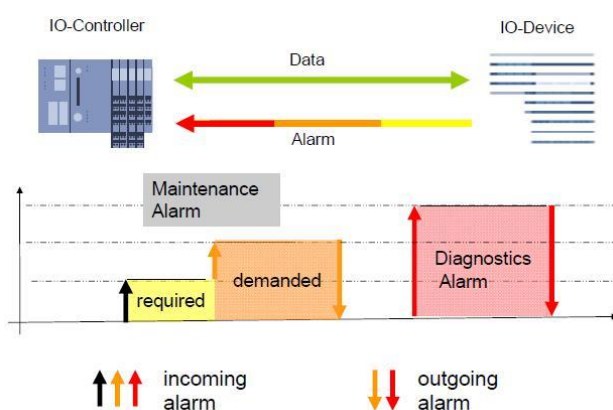 IO-Controller
IO-Device
Data
Alarm
Maintenance
Alarm
required
demanded
Diagnostics
Alarm
incoming
alarm
outgoing
alarm